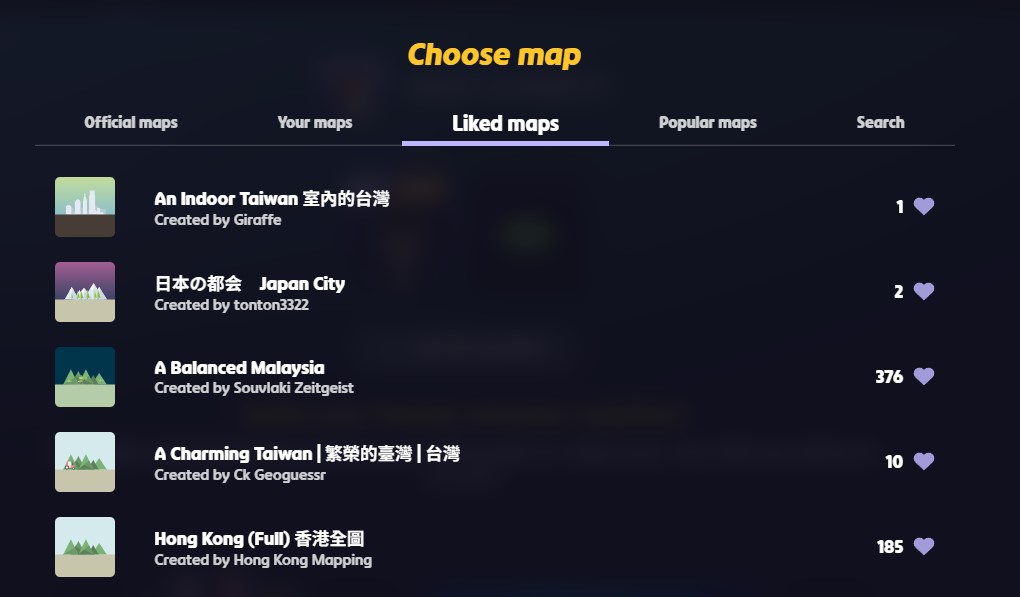 Choose map
Official maps Your maps Liked maps Popular maps Search
An Indoor Taiwan 室內的台灣
Created by Giraffe
1
日本の都会　Japan City
Created by tonton3322
2
A Balanced Malaysia
Created by Souvlaki Zeitgeist
376
A Charming Taiwan | 繁榮的臺灣 | 台灣
Created by Ck Geoguessr
10
Hong Kong (Full) 香港全圖
Created by Hong Kong Mapping
185